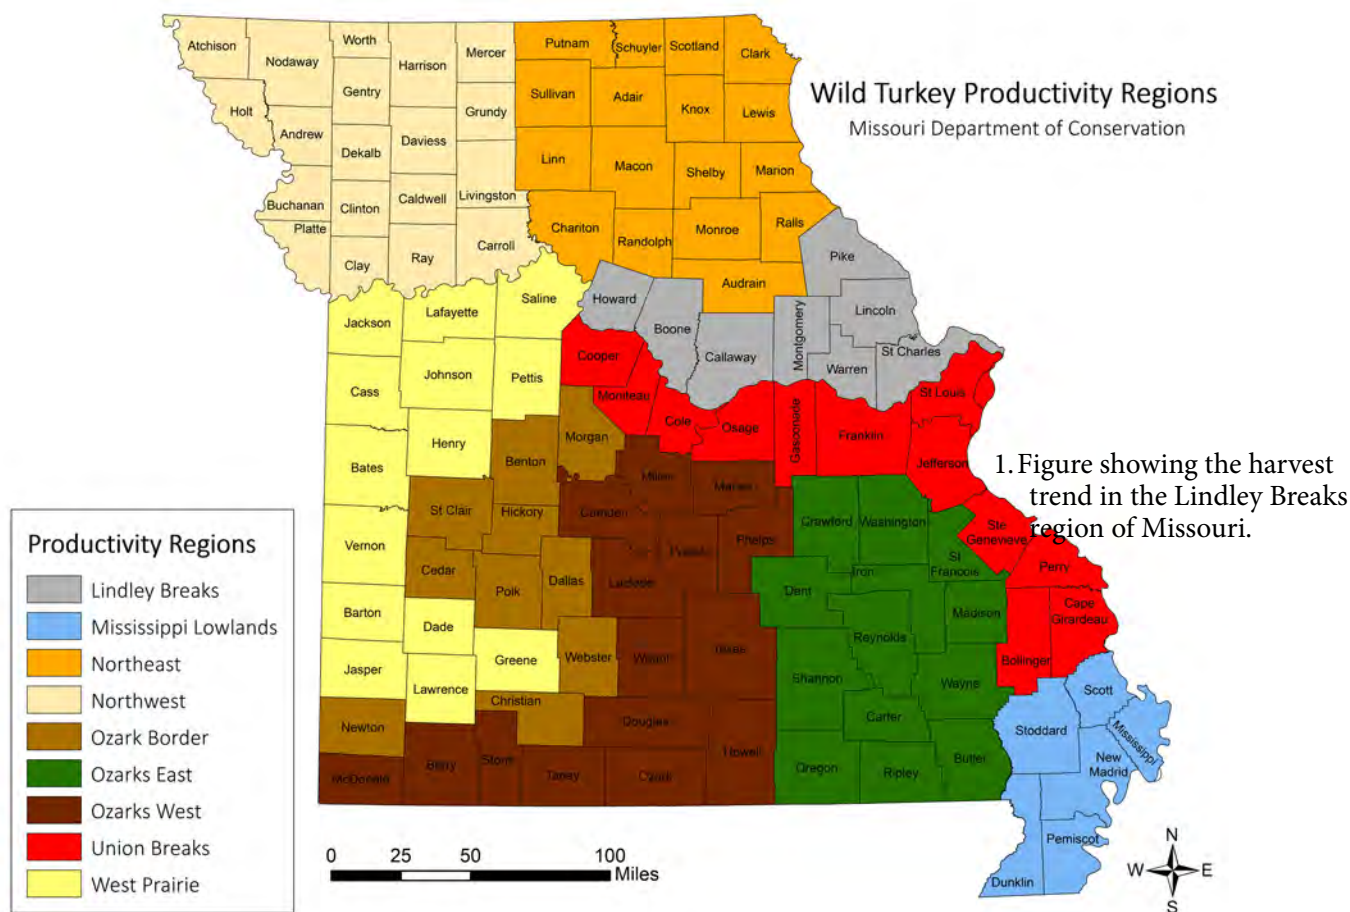 Wild Turkey Productivity Regions
Missouri Department of Conservation
Atchison
Nodaway
Worth
Harrison
Mercer
Putnam
Schuyler
Scotland
Clark
Holt
Gentry
Andrew
Dekalb
Daviess
Grundy
Sullivan
Adair
Knox
Lewis
Linn
Macon
Shelby
Marion
Buchanan
Clinton
Caldwell
Livingston
Platte
Clay
Ray
Carroll
Chariton
Randolph
Monroe
Ralls
Audrain
Pike
Jackson
Lafayette
Saline
Howard
Boone
Callaway
Montgomery
Lincoln
Warren
St Charles
Cass
Johnson
Pettis
Cooper
Moniteau
Cole
Osage
Gasconade
Franklin
St Louis
Jefferson
Bates
Henry
Benton
Morgan
Miller
Maries
Camden
St Clair
Hickory
Vernon
Cedar
Polk
Dallas
Laclede
Pulaski
Phelps
Crawford
Washington
Ste
Genevieve
St
Francois
Perry
Iron
Dent
Madison
Cape
Girardeau
Bollinger
Barton
Dade
Jasper
Lawrence
Greene
Webster
Wright
Texas
Reynolds
Shannon
Wayne
Carter
Newton
Christian
Douglas
McDonald
Barry
Stone
Taney
Ozark
Howell
Oregon
Ripley
Butler
Stoddard
Scott
Mississippi
New
Madrid
Pemiscot
Dunklin
1. Figure showing the harvest
trend in the Lindley Breaks
region of Missouri.
Productivity Regions
Lindley Breaks
Mississippi Lowlands
Northeast
Northwest
Ozark Border
Ozarks East
Ozarks West
Union Breaks
West Prairie
0 25 50 100
Miles
N
W E
S